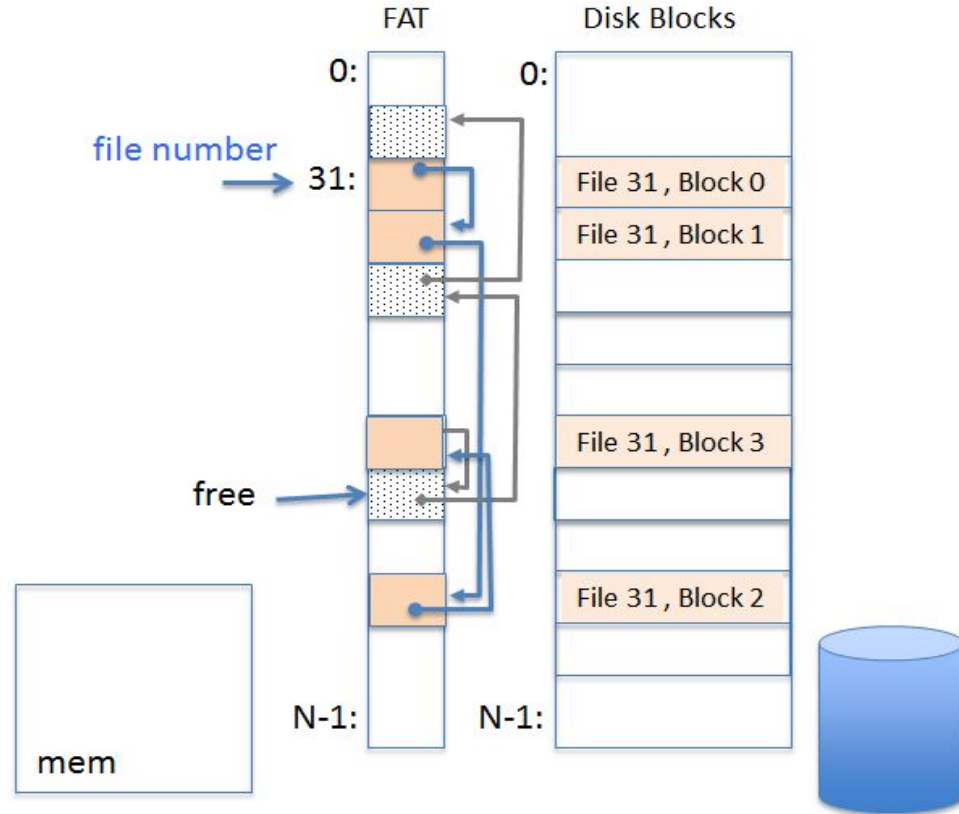 FAT
Disk Blocks
0:
0:
file number
31:
File 31 , Block 0
File 31 , Block 1
File 31 , Block 3
free
File 31 , Block 2
N-1:
N-1:
mem